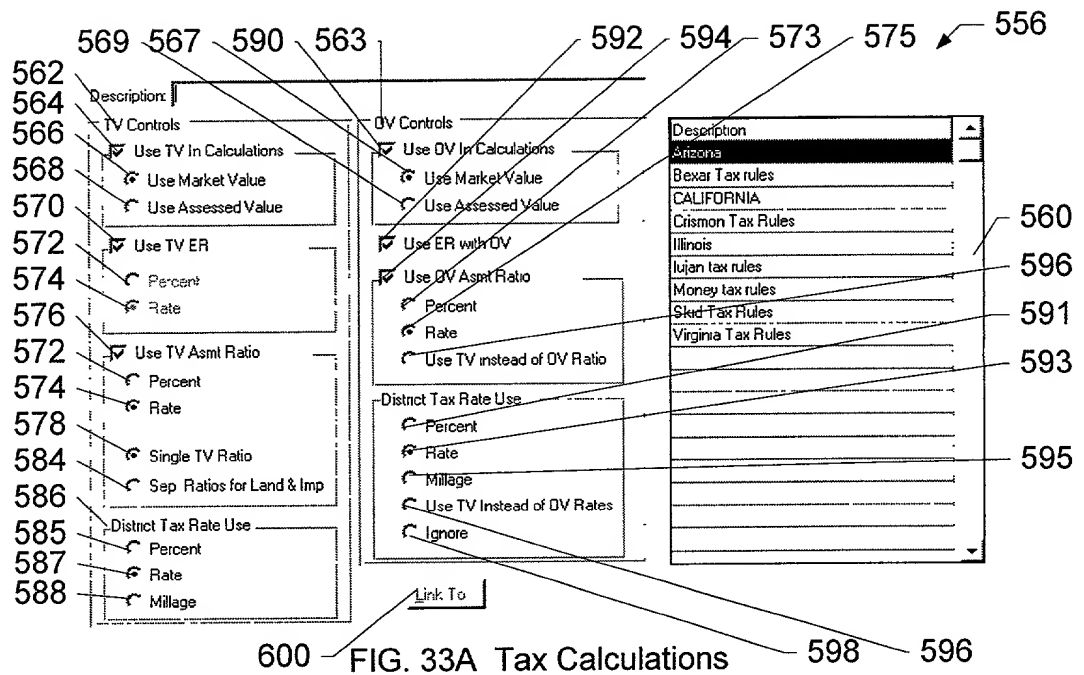 569 567 590 563 592 594 573 575 556
562
564
566
568
570
572
574
576
572
574
578
584
586
585
587
588
Description:
TV Controls
Use TV In Calculations
Use Market Value
Use Assessed Value
Use TV ER
Percent
Rate
Use TV Asmt Ratio
Percent
Rate
Single TV Ratio
Sep Ratios for Land & Imp
District Tax Rate Use
Percent
Rate
Millage
OV Controls
Use OV In Calculations
Use Market Value
Use Assessed Value
Use ER with OV
Use OV Asmt Ratio
Percent
Rate
Use TV instead of OV Ratio
District Tax Rate Use
Percent
Rate
Millage
Use TV Instead of OV Rates
Ignore
Link To
Description
Arizona
Bexar Tax rules
CALIFORNIA
Crismon Tax Rules
Illinois
lujan tax rules
Money tax rules
Skid Tax Rules
Virginia Tax Rules
560
596
591
593
595
600 FIG. 33A Tax Calculations 598 596